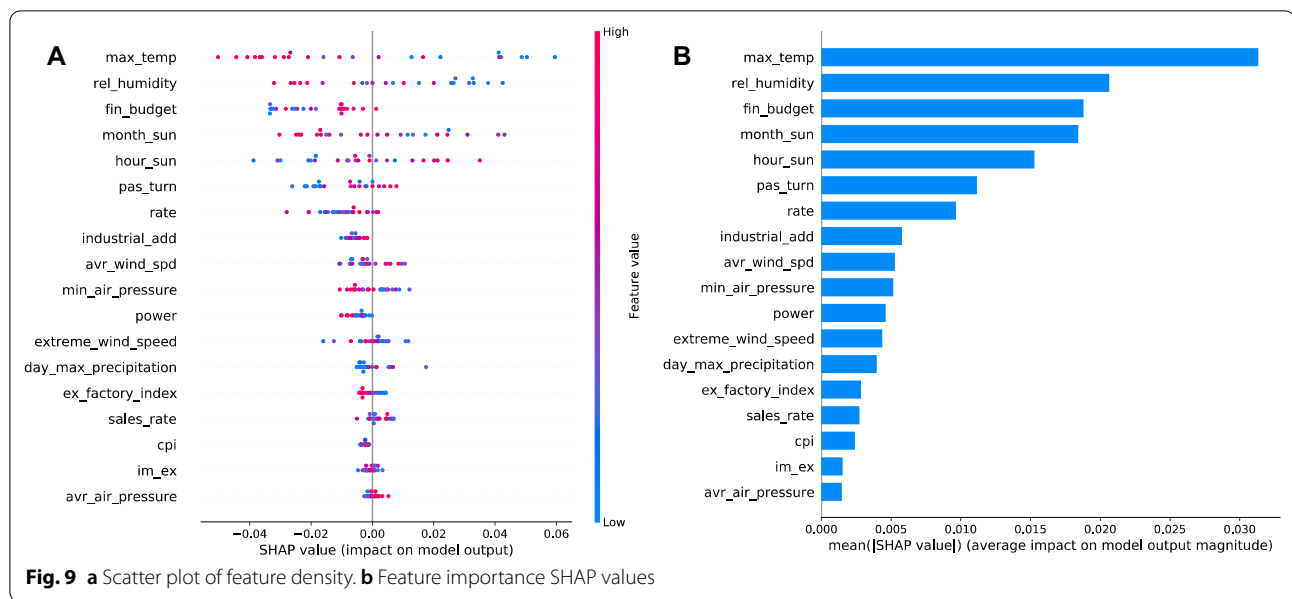 A
High
max_temp
rel_humidity
fin_budget
month_sun
hour_sun
pas_turn
rate
industrial_add
avr_wind_spd
min_air_pressure
power
extreme_wind_speed
day_max_precipitation
ex_factory_index
sales_rate
cpi
im_ex
avr_air_pressure
−0.04 −0.02 0.00 0.02 0.04 0.06
SHAP value (impact on model output)
Feature value
Low
B
max_temp
rel_humidity
fin_budget
month_sun
hour_sun
pas_turn
rate
industrial_add
avr_wind_spd
min_air_pressure
power
extreme_wind_speed
day_max_precipitation
ex_factory_index
sales_rate
cpi
im_ex
avr_air_pressure
0.000 0.005 0.010 0.015 0.020 0.025 0.030
mean(|SHAP value|) (average impact on model output magnitude)
Fig. 9 a Scatter plot of feature density. b Feature importance SHAP values